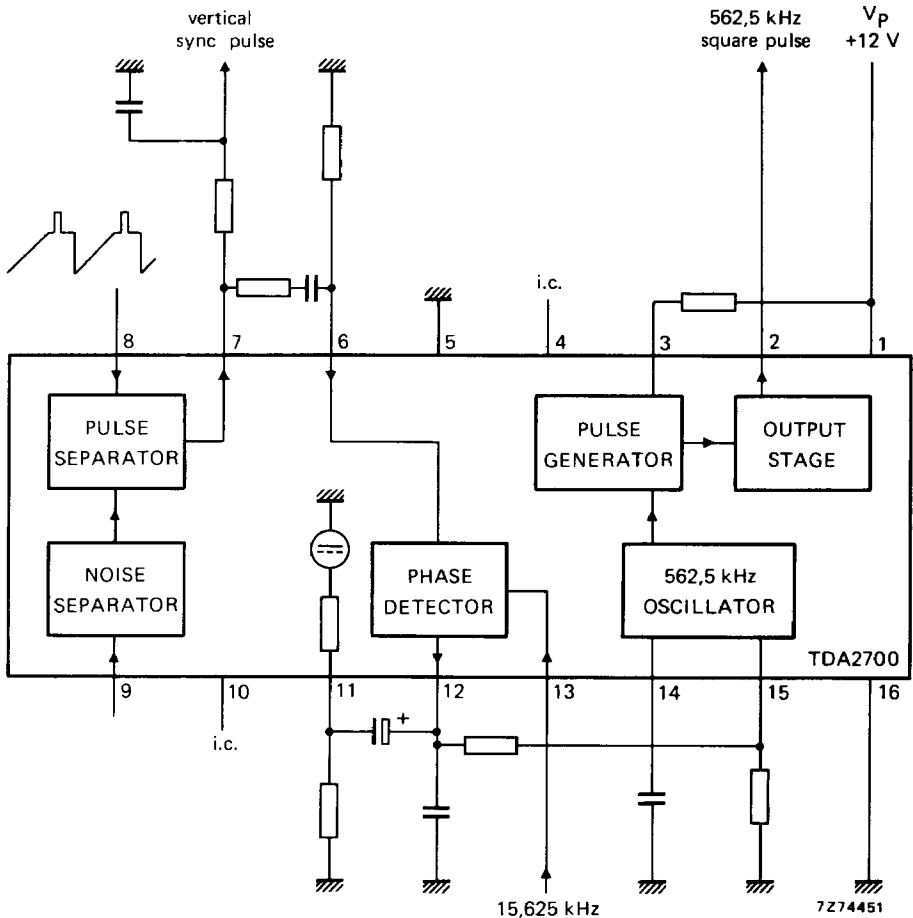 vertical
sync pulse
562,5 kHz
square pulse
VP
+12 V
i.c.
8
7
6
5
4
3
2
1
PULSE
SEPARATOR
PULSE
GENERATOR
OUTPUT
STAGE
NOISE
SEPARATOR
PHASE
DETECTOR
562,5 kHz
OSCILLATOR
TDA2700
9
10
11
12
13
14
15
16
i.c.
+
15,625 kHz
7Z74451